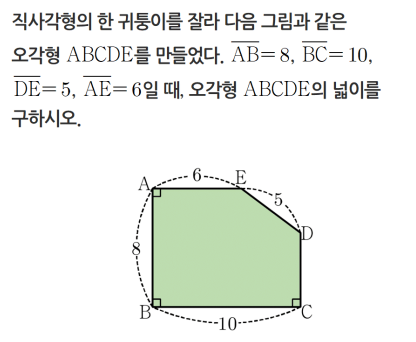 직사각형의 한 귀퉁이를 잘라 다음 그림과 같은
오각형 ABCDE를 만들었다. $\overline{AB}=8$, $\overline{BC}=10$,
$\overline{DE}=5$, $\overline{AE}=6$일 때, 오각형 ABCDE의 넓이를
구하시오.
6
A
E
5
D
8
B
C
10